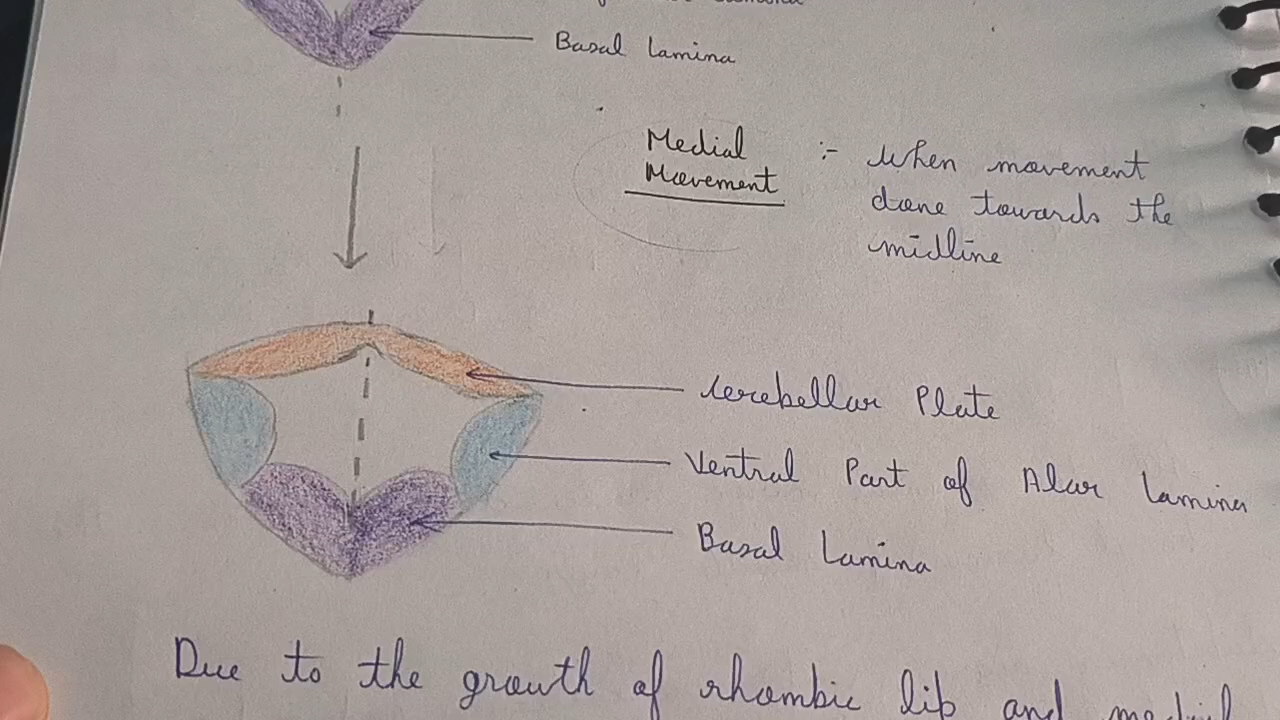 Basal Lamina
Medial :- When movement
Movement done towards the
midline
Cerebellar Plate
Ventral Part of Alar Lamina
Basal Lamina
Due to the growth of rhombic lip and medial